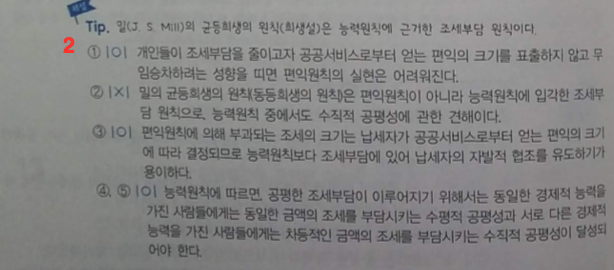 해설
Tip. 밀(J. S. Mill)의 균등희생의 원칙(희생설)은 능력원칙에 근거한 조세부담 원칙이다.
2 ① |O| 개인들이 조세부담을 줄이고자 공공서비스로부터 얻는 편익의 크기를 표출하지 않고 무
임승차하려는 성향을 띠면 편익원칙의 실현은 어려워진다.
② |X| 밀의 균등희생의 원칙(동등희생의 원칙)은 편익원칙이 아니라 능력원칙에 입각한 조세부
담 원칙으로, 능력원칙 중에서도 수직적 공평성에 관한 견해이다.
③ |O| 편익원칙에 의해 부과되는 조세의 크기는 납세자가 공공서비스로부터 얻는 편익의 크기
에 따라 결정되므로 능력원칙보다 조세부담에 있어 납세자의 자발적 협조를 유도하기가
용이하다.
④, ⑤ |O| 능력원칙에 따르면, 공평한 조세부담이 이루어지기 위해서는 동일한 경제적 능력을
가진 사람들에게는 동일한 금액의 조세를 부담시키는 수평적 공평성과 서로 다른 경제적
능력을 가진 사람들에게는 차등적인 금액의 조세를 부담시키는 수직적 공평성이 달성되
어야 한다.